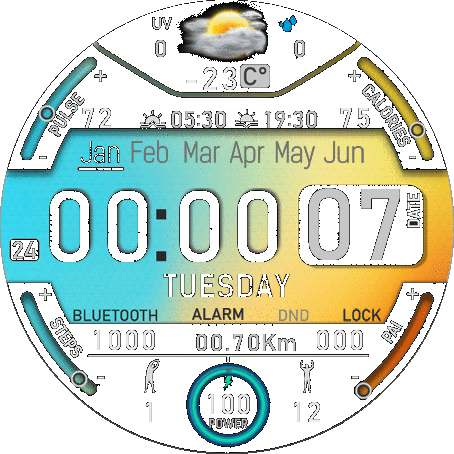 UV
0 0
-23 C°
+ +
PULSE CALORIES
72 05:30 19:30 75
- -
Jan Feb Mar Apr May Jun
24 00:00 07 DATE
TUESDAY
BLUETOOTH ALARM DND LOCK
+ +
STEPS PAI
1000 00.70Km 000
- -
1 100 12
POWER